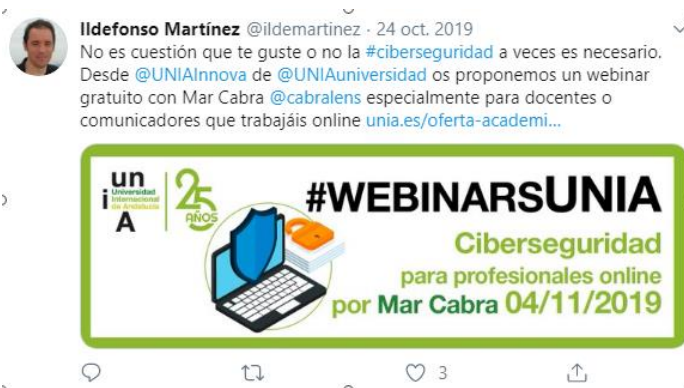 Ildefonso Martínez @ildemartinez · 24 oct. 2019
No es cuestión que te guste o no la #ciberseguridad a veces es necesario.
Desde @UNIAInnova de @UNIAuniversidad os proponemos un webinar
gratuito con Mar Cabra @cabralens especialmente para docentes o
comunicadores que trabajáis online unia.es/oferta-academi...
un
i
A
Universidad
Internacional
de Andalucía
25
AÑOS
#WEBINARSUNIA
Ciberseguridad
para profesionales online
por Mar Cabra 04/11/2019
3